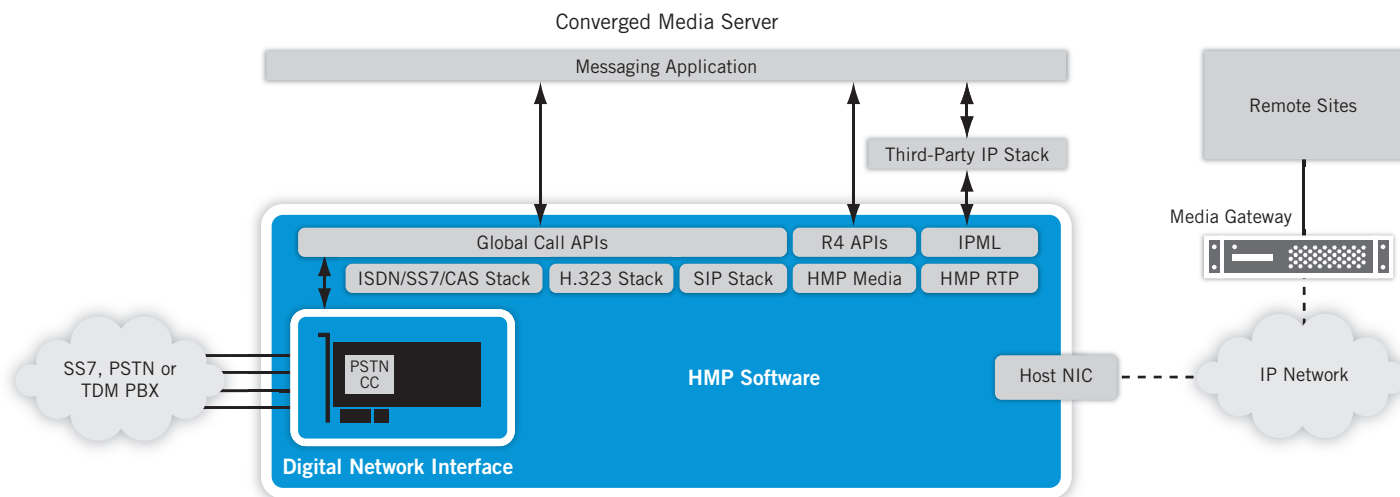 Converged Media Server
Messaging Application
Remote Sites
Third-Party IP Stack
Media Gateway
Global Call APIs
R4 APIs
IPML
ISDN/SS7/CAS Stack
H.323 Stack
SIP Stack
HMP Media
HMP RTP
SS7, PSTN or
TDM PBX
PSTN
CC
HMP Software
Host NIC
IP Network
Digital Network Interface